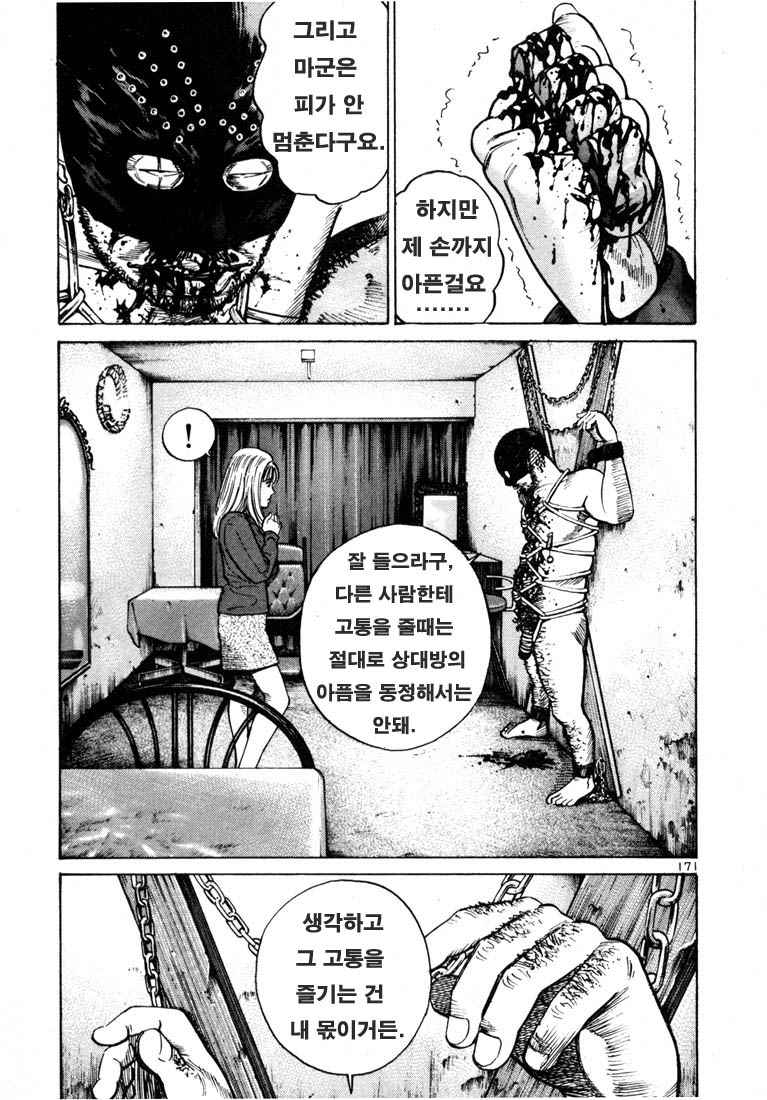 하지만
제 손까지
아픈걸요
.......
그리고
마군은
피가 안
멈춘다구요.
!
잘 들으라구,
다른 사람한테
고통을 줄때는
절대로 상대방의
아픔을 동정해서는
안돼.
171
생각하고
그 고통을
즐기는 건
내 몫이거든.